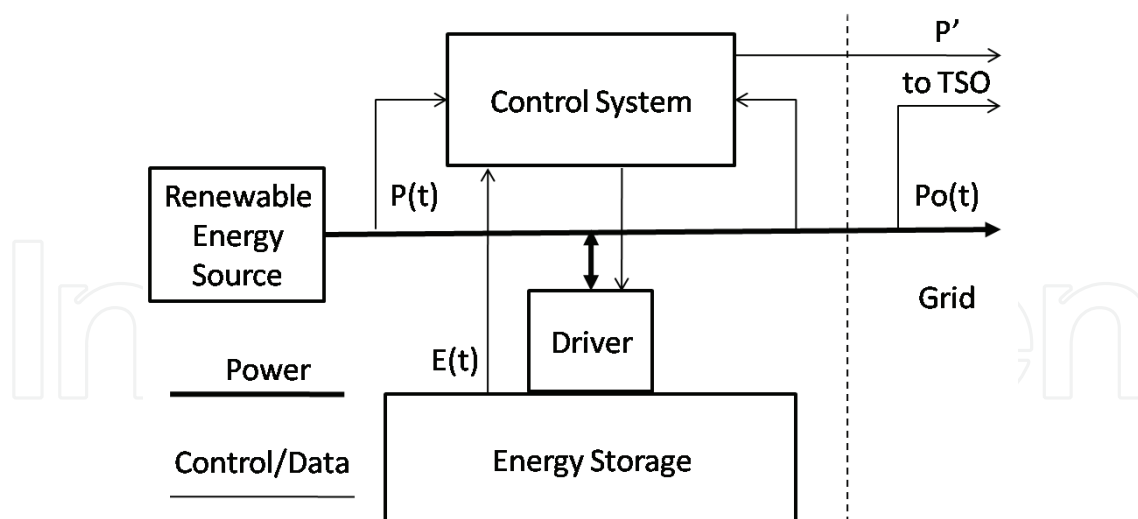 P'
to TSO
Control System
Renewable
Energy
Source
P(t)
Po(t)
Grid
Driver
E(t)
Power
Control/Data
Energy Storage